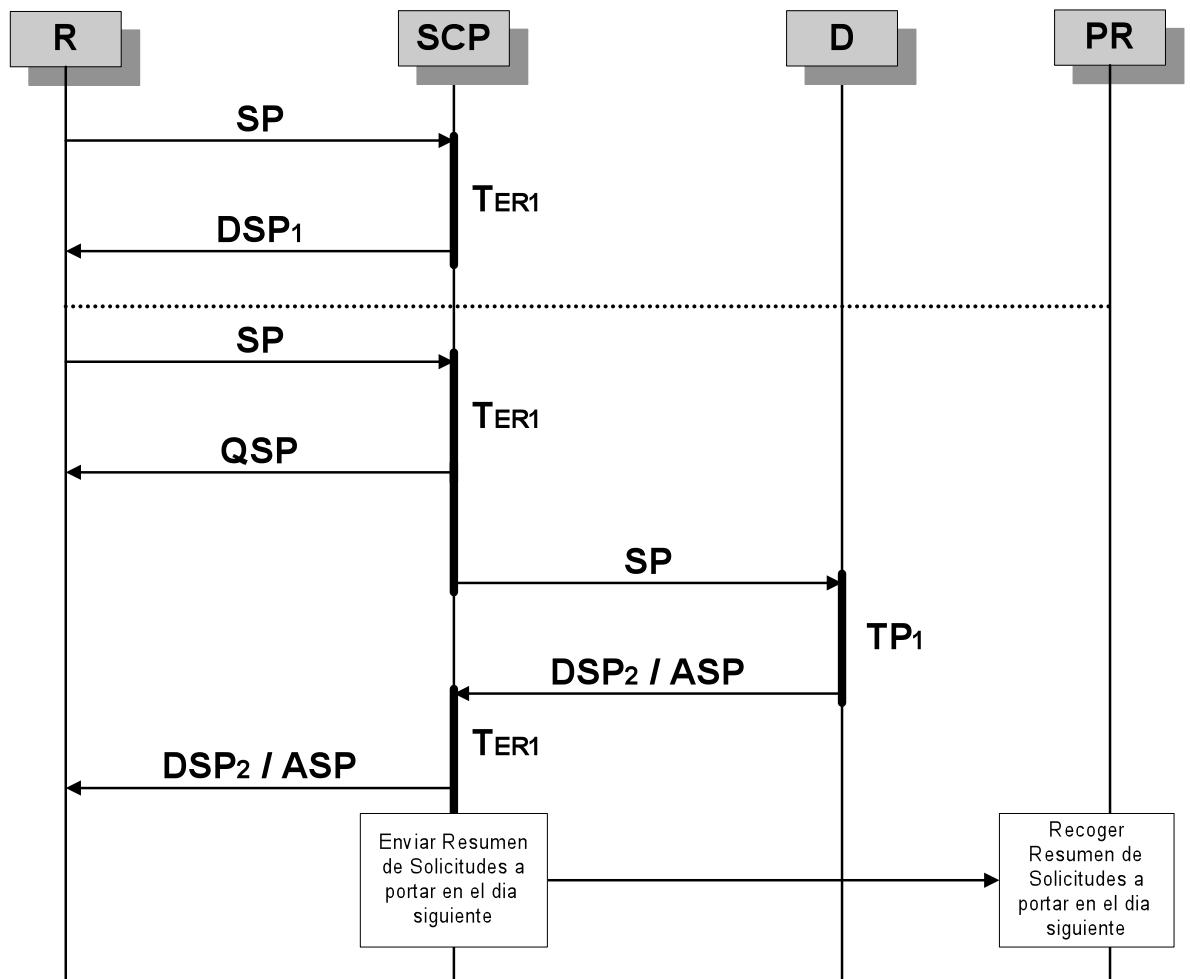 R
SCP
D
PR
SP
TER1
DSP1
SP
TER1
QSP
SP
TP1
DSP2 / ASP
TER1
DSP2 / ASP
Enviar Resumen
de Solicitudes a
portar en el dia
siguiente
Recoger
Resumen de
Solicitudes a
portar en el dia
siguiente